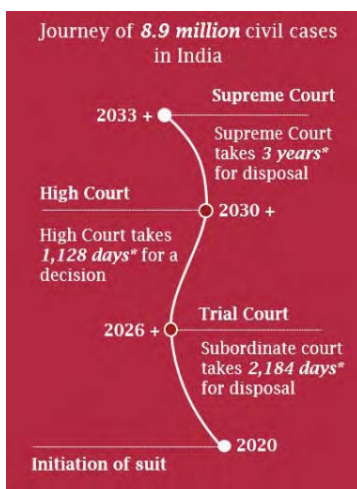 Journey of 8.9 million civil cases
in India
Supreme Court
2033 +
Supreme Court
takes 3 years*
for disposal
High Court
2030 +
High Court takes
1,128 days* for a
decision
Trial Court
2026 +
Subordinate court
takes 2,184 days*
for disposal
2020
Initiation of suit